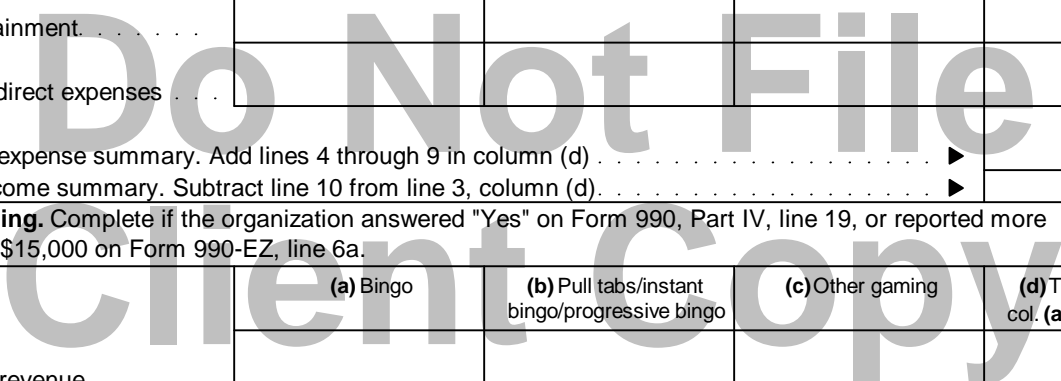 ainment. . . . . . .
direct expenses . . .
expense summary. Add lines 4 through 9 in column (d) . . . . . . . . . . . . . . . . . . ▶
come summary. Subtract line 10 from line 3, column (d). . . . . . . . . . . . . . . . . . ▶
ing. Complete if the organization answered "Yes" on Form 990, Part IV, line 19, or reported more
$15,000 on Form 990-EZ, line 6a.
(a) Bingo
(b) Pull tabs/instant
bingo/progressive bingo
(c) Other gaming
(d) T
col. (a
revenue
Do Not File
Client Copy